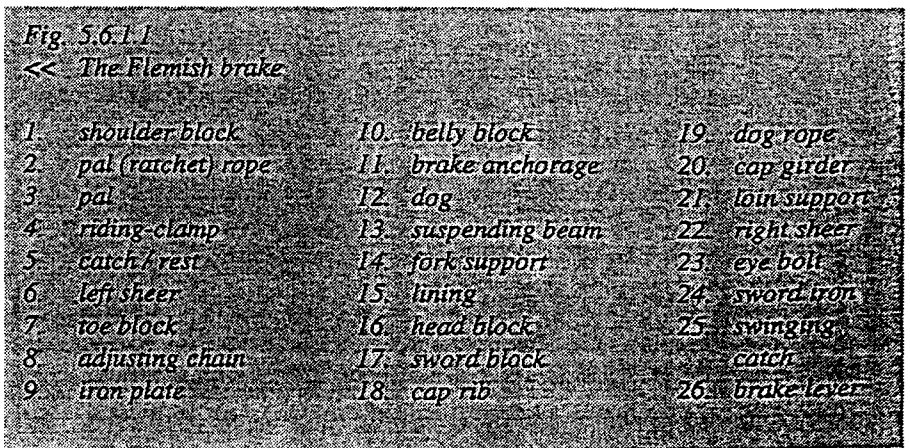 Fig. 5.6.1.1
<< The Flemish brake
1. shoulder block
2. pal (ratchet) rope
3. pal
4. riding-clamp
5. catch / rest
6. left sheer
7. toe block
8. adjusting chain
9. iron plate
10. belly block
11. brake anchorage
12. dog
13. suspending beam
14. fork support
15. lining
16. head block
17. sword block
18. cap rib
19. dog rope
20. cap girder
21. loin support
22. right sheer
23. eye bolt
24. sword iron
25. swinging
catch
26. brake lever